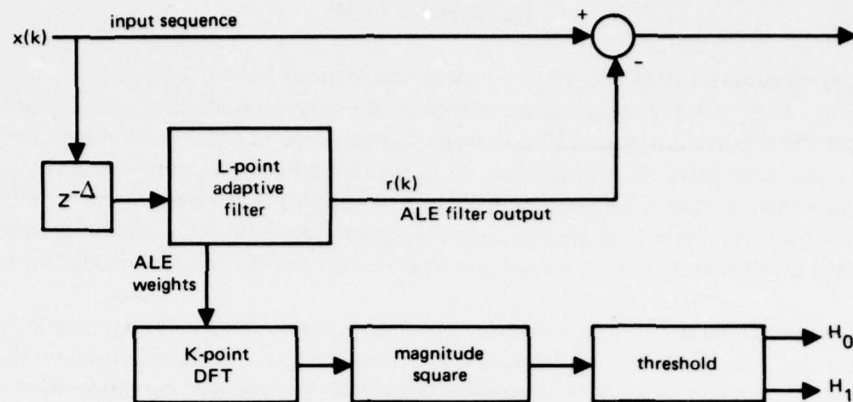 input sequence
+
x(k)
-
L-point
adaptive
filter
z-Δ
r(k)
ALE filter output
ALE
weights
K-point
DFT
magnitude
square
threshold
H0
H1